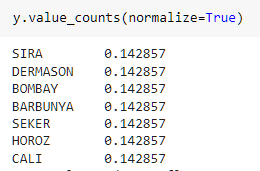 y.value_counts(normalize=True)
SIRA 0.142857
DERMASON 0.142857
BOMBAY 0.142857
BARBUNYA 0.142857
SEKER 0.142857
HOROZ 0.142857
CALI 0.142857